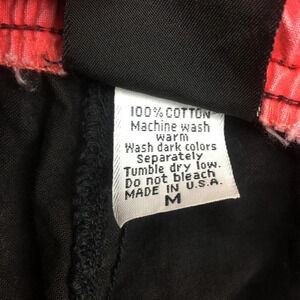 100% COTTON
Machine wash
warm
Wash dark colors
Separately
Tumble dry low.
Do not bleach
MADE IN U.S.A.
M